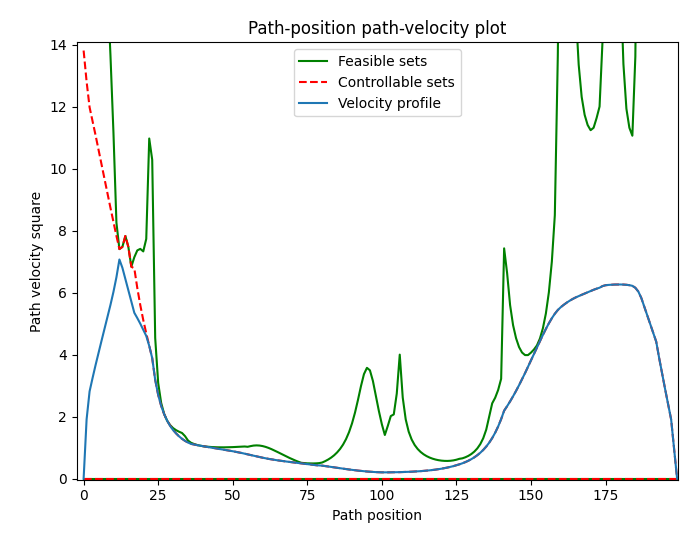 Path-position path-velocity plot
Feasible sets
Controllable sets
Velocity profile
14
12
10
8
6
4
2
0
Path velocity square
0 25 50 75 100 125 150 175
Path position